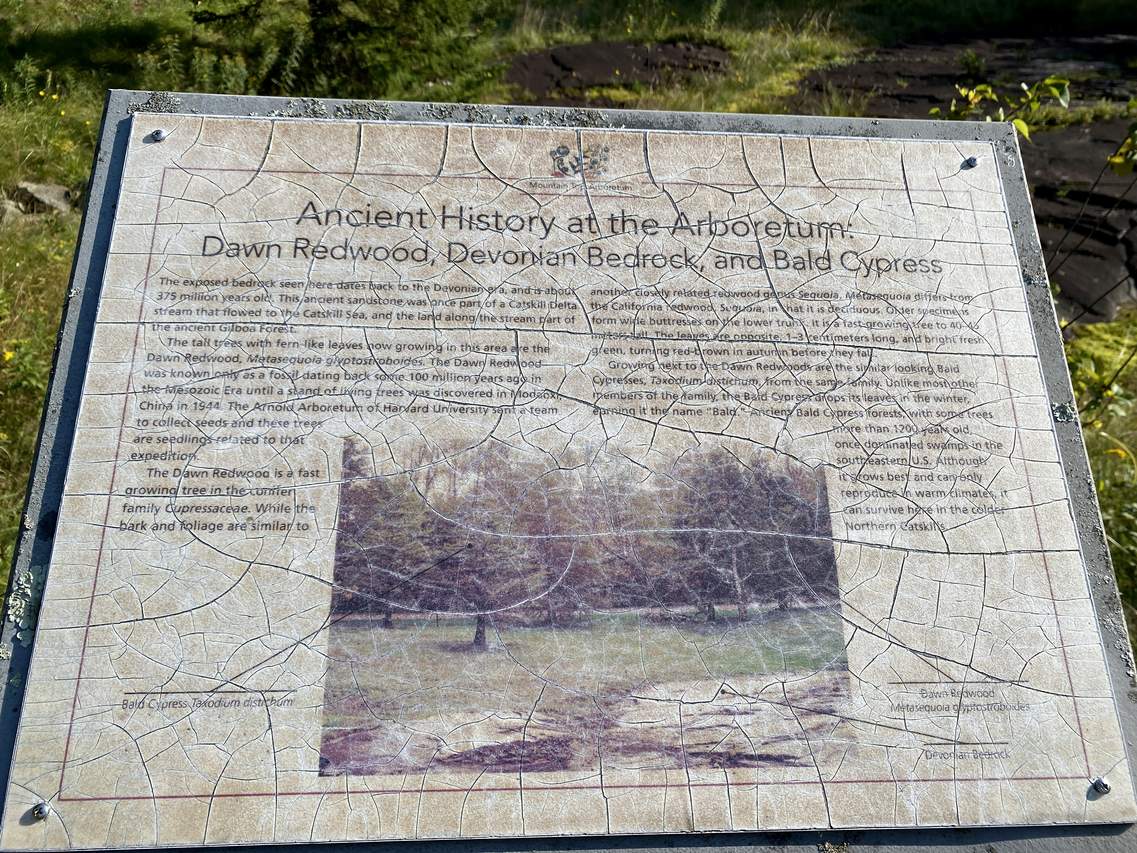 Mountain Top Arboretum
Ancient History at the Arboretum:
Dawn Redwood, Devonian Bedrock, and Bald Cypress
The exposed bedrock seen here dates back to the Devonian era, and is about
375 million years old. This ancient sandstone was once part of a Catskill Delta
stream that flowed to the Catskill Sea, and the land along the stream part of
the ancient Gilboa Forest.
The tall trees with fern-like leaves now growing in this area are the
Dawn Redwood, Metasequoia glyptostroboides. The Dawn Redwood
was known only as a fossil dating back some 100 million years ago in
the Mesozoic Era until a stand of living trees was discovered in Modaoxi,
China in 1944. The Arnold Arboretum of Harvard University sent a team
to collect seeds and these trees
are seedlings related to that
expedition.
The Dawn Redwood is a fast
growing tree in the conifer
family Cupressaceae. While the
bark and foliage are similar to
another closely related redwood genus Sequoia, Metasequoia differs from
the California redwood, Sequoia, in that it is deciduous. Older specimens
form wide buttresses on the lower trunk. It is a fast-growing tree to 40-45
meters tall. The leaves are opposite, 1-3 centimeters long, and bright fresh
green, turning red-brown in autumn before they fall.
Growing next to the Dawn Redwoods are the similar looking Bald
Cypresses, Taxodium distichum, from the same family. Unlike most other
members of the family, the Bald Cypress drops its leaves in the winter,
earning it the name "Bald." Ancient Bald Cypress forests, with some trees
more than 1200 years old,
once dominated swamps in the
southeastern U.S. Although
it grows best and can only
reproduce in warm climates, it
can survive here in the colder
Northern Catskills.
Bald Cypress Taxodium distichum
Dawn Redwood
Metasequoia glyptostroboides
Devonian Bedrock